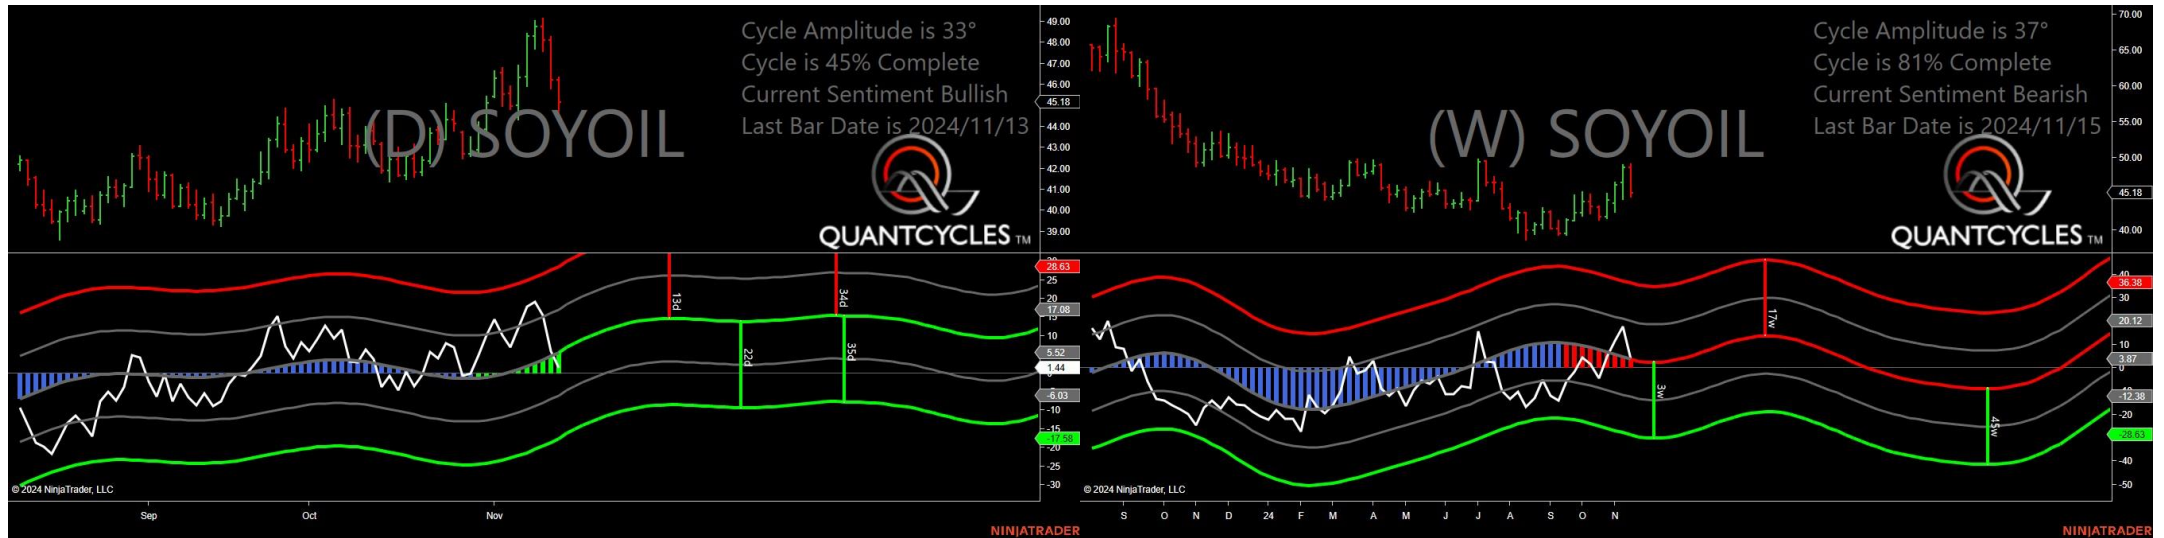 Cycle Amplitude is 33°
Cycle is 45% Complete
Current Sentiment Bullish
Last Bar Date is 2024/11/13
(D) SOYOIL
QUANTCYCLES TM
49.00
48.00
47.00
46.00
45.18
44.00
43.00
42.00
41.00
40.00
39.00
28.63
25
20
17.08
15
10
5.52
1.44
-6.03
-10
-15
-17.58
-20
-25
-30
13d
34d
22d
35d
© 2024 NinjaTrader, LLC
Sep
Oct
Nov
NINJATRADER
Cycle Amplitude is 37°
Cycle is 81% Complete
Current Sentiment Bearish
Last Bar Date is 2024/11/15
(W) SOYOIL
QUANTCYCLES TM
70.00
65.00
60.00
55.00
50.00
45.18
40.00
40
36.38
30
20.12
10
3.87
0
-12.38
-20
-28.63
-40
-50
17w
3w
45w
© 2024 NinjaTrader, LLC
S
O
N
D
24
F
M
A
M
J
J
A
S
O
N
NINJATRADER